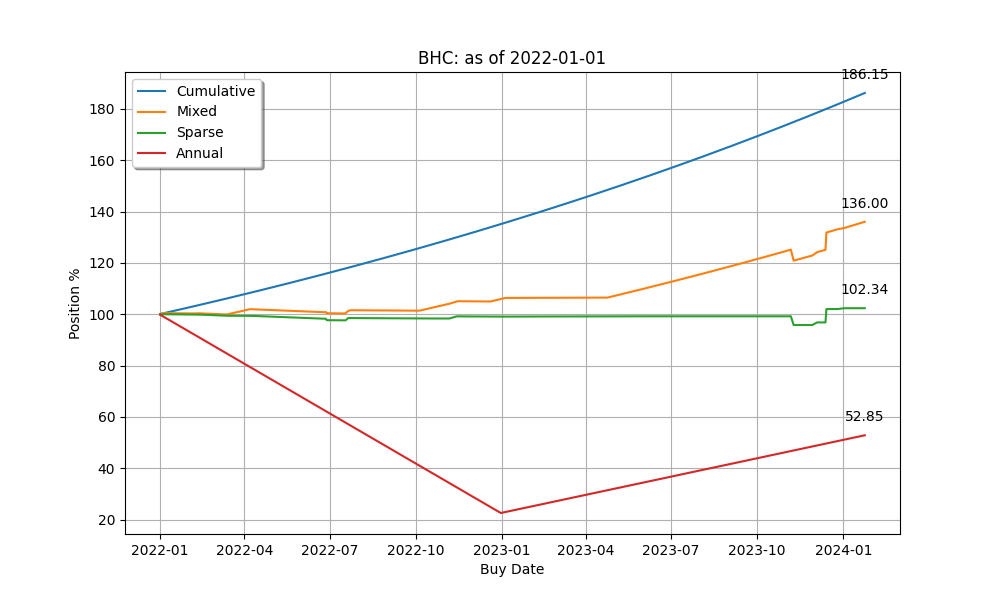 BHC: as of 2022-01-01
186.15
Cumulative
Mixed
Sparse
Annual
136.00
102.34
52.85
Position %
180
160
140
120
100
80
60
40
20
2022-01 2022-04 2022-07 2022-10 2023-01 2023-04 2023-07 2023-10 2024-01
Buy Date